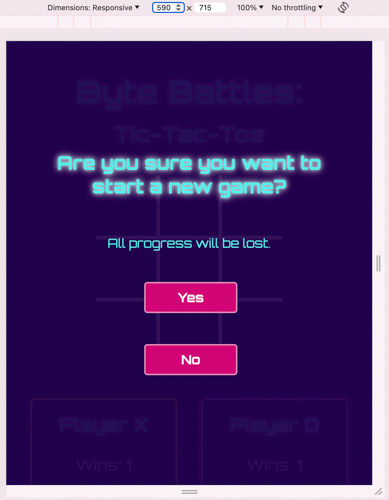 Dimensions: Responsive ▼ 590 × 715 100% ▼ No throttling ▼
Byte Battles:
Tic-Tac-Toe
Are you sure you want to
start a new game?
All progress will be lost.
Yes
No
Player X Player O
Wins: 1 Wins: 1